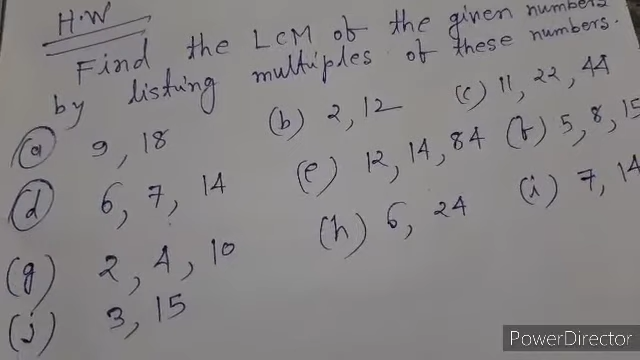 H.W
Find the LCM of the given numbers
by listing multiples of these numbers.
(a) 9, 18 (b) 2, 12 (c) 11, 22, 44
(d) 6, 7, 14 (e) 12, 14, 84 (f) 5, 8, 15
(g) 2, 4, 10 (h) 6, 24 (i) 7, 14
(j) 3, 15
PowerDirector